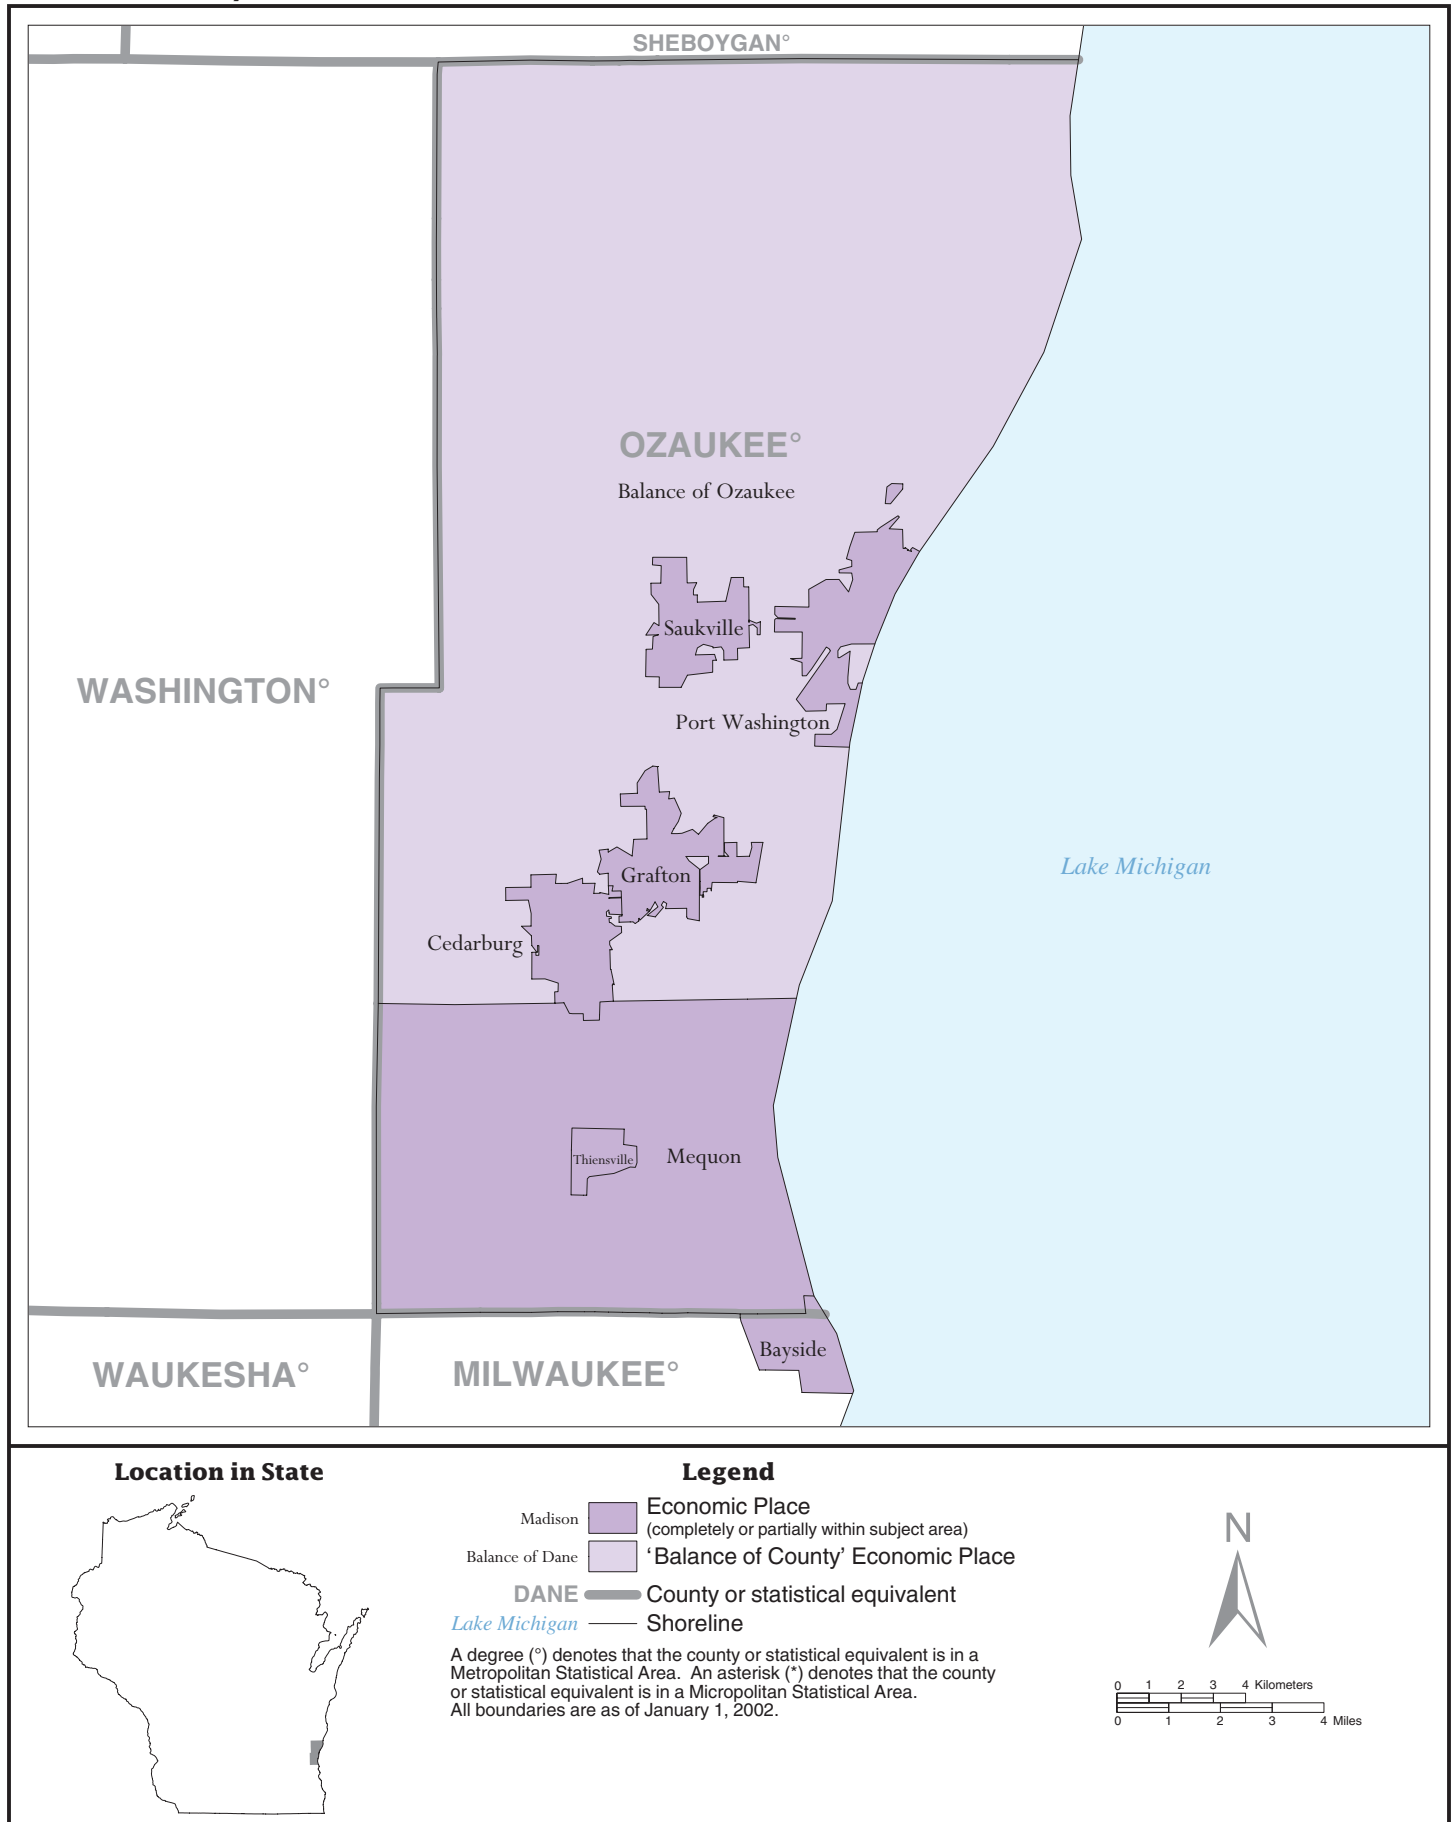 SHEBOYGAN°
OZAUKEE°
Balance of Ozaukee
Saukville
WASHINGTON°
Port Washington
Lake Michigan
Grafton
Cedarburg
Thiensville
Mequon
Bayside
WAUKESHA°
MILWAUKEE°
Location in State
Legend
Madison
Economic Place
(completely or partially within subject area)
Balance of Dane
‘Balance of County’ Economic Place
DANE
County or statistical equivalent
Lake Michigan
Shoreline
A degree (°) denotes that the county or statistical equivalent is in a
Metropolitan Statistical Area. An asterisk (*) denotes that the county
or statistical equivalent is in a Micropolitan Statistical Area.
All boundaries are as of January 1, 2002.
N
0 1 2 3 4 Kilometers
0 1 2 3 4 Miles